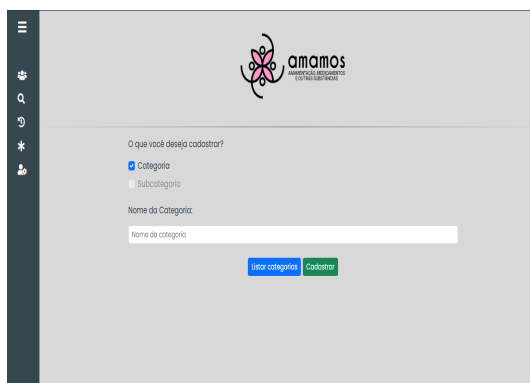 amamos
AMAMENTAÇÃO, MEDICAMENTOS
E OUTRAS SUBSTÂNCIAS
O que você deseja cadastrar?
Categoria
Subcategoria
Nome da Categoria:
Nome da categoria
Listar categorias Cadastrar